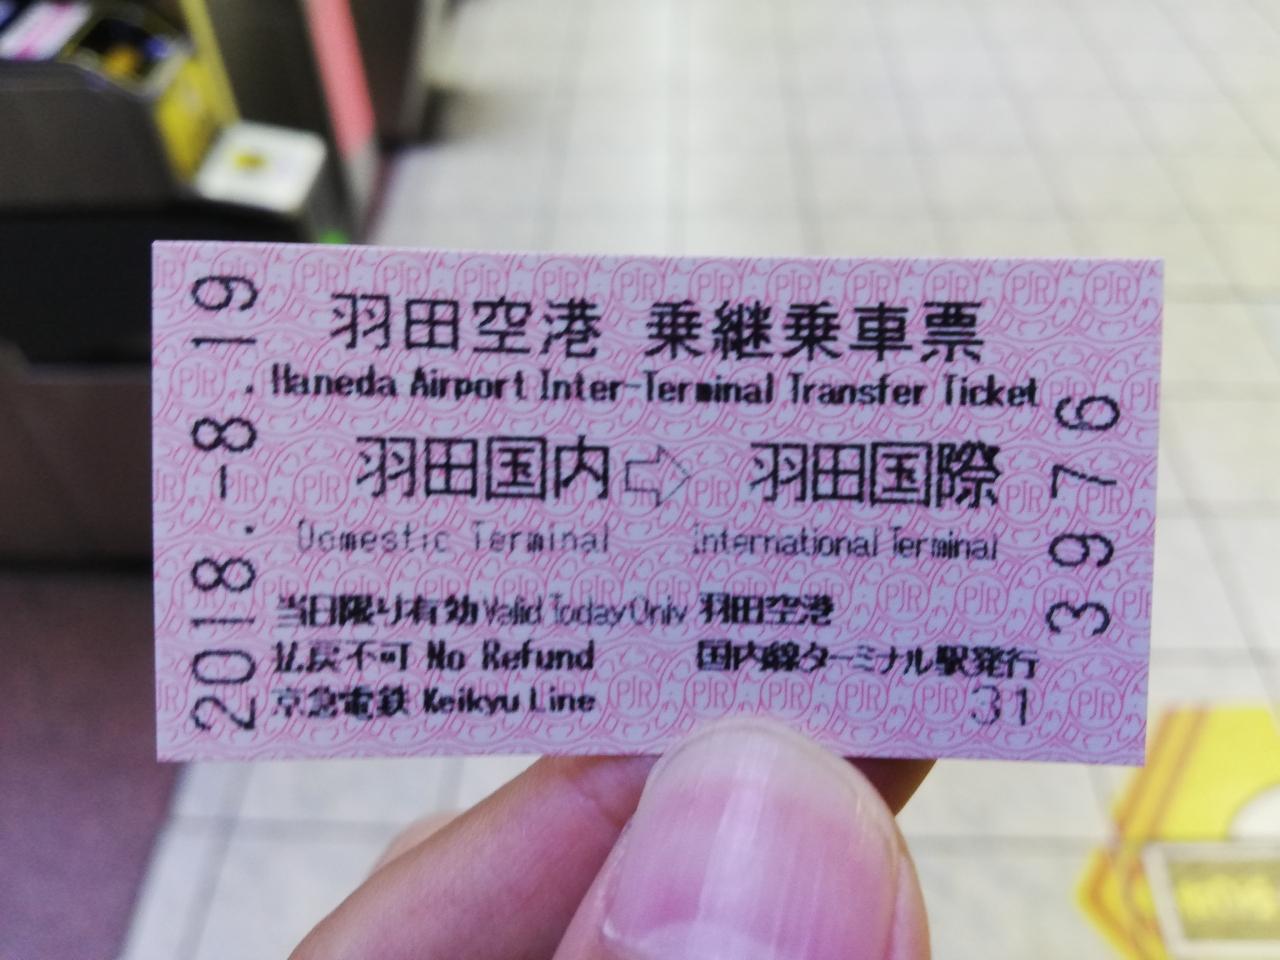 羽田空港 乗継乗車票
Haneda Airport Inter-Terminal Transfer Ticket
羽田国内 ⇨ 羽田国際
Domestic Terminal International Terminal
当日限り有効 Valid Today Only 羽田空港
払戻不可 No Refund 国内線ターミナル駅発行
京急電鉄 Keikyu Line 31
2018.-8.19
3976